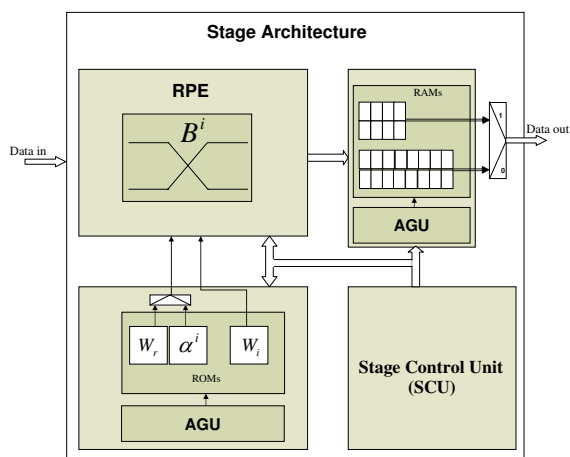 Stage Architecture
RPE
B^i
Data in
RAMs
1
0
Data out
AGU
W_r
α^i
W_i
ROMs
AGU
Stage Control Unit
(SCU)